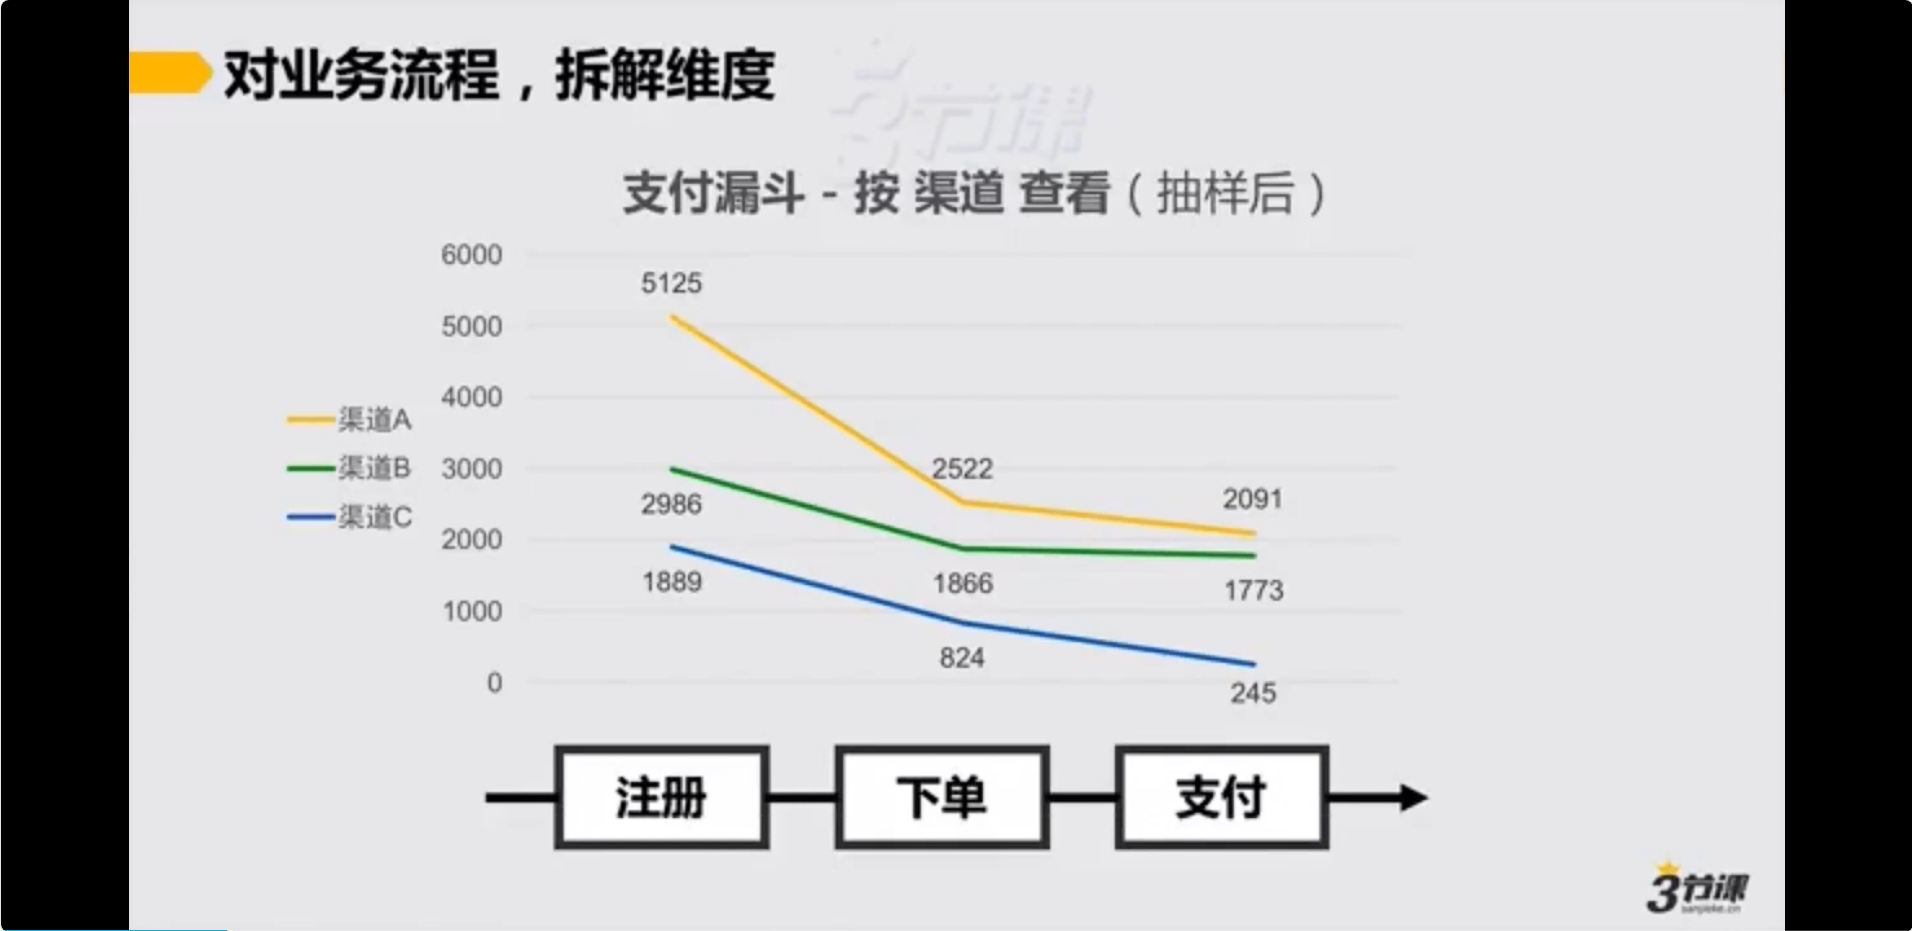 对业务流程，拆解维度
3节课
支付漏斗 - 按 渠道 查看（抽样后）
6000
5000
4000
3000
2000
1000
0
渠道A
渠道B
渠道C
5125
2522
2091
2986
1866
1773
1889
824
245
注册
下单
支付
3节课
sanjieke.cn